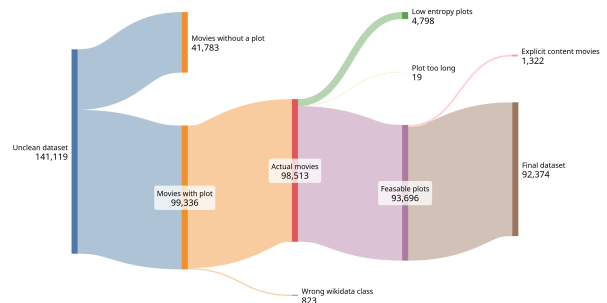 Low entropy plots
4,798
Movies without a plot
41,783
Explicit content movies
1,322
Plot too long
19
Unclean dataset
141,119
Actual movies
98,513
Final dataset
92,374
Movies with plot
99,336
Feasable plots
93,696
Wrong wikidata class
823